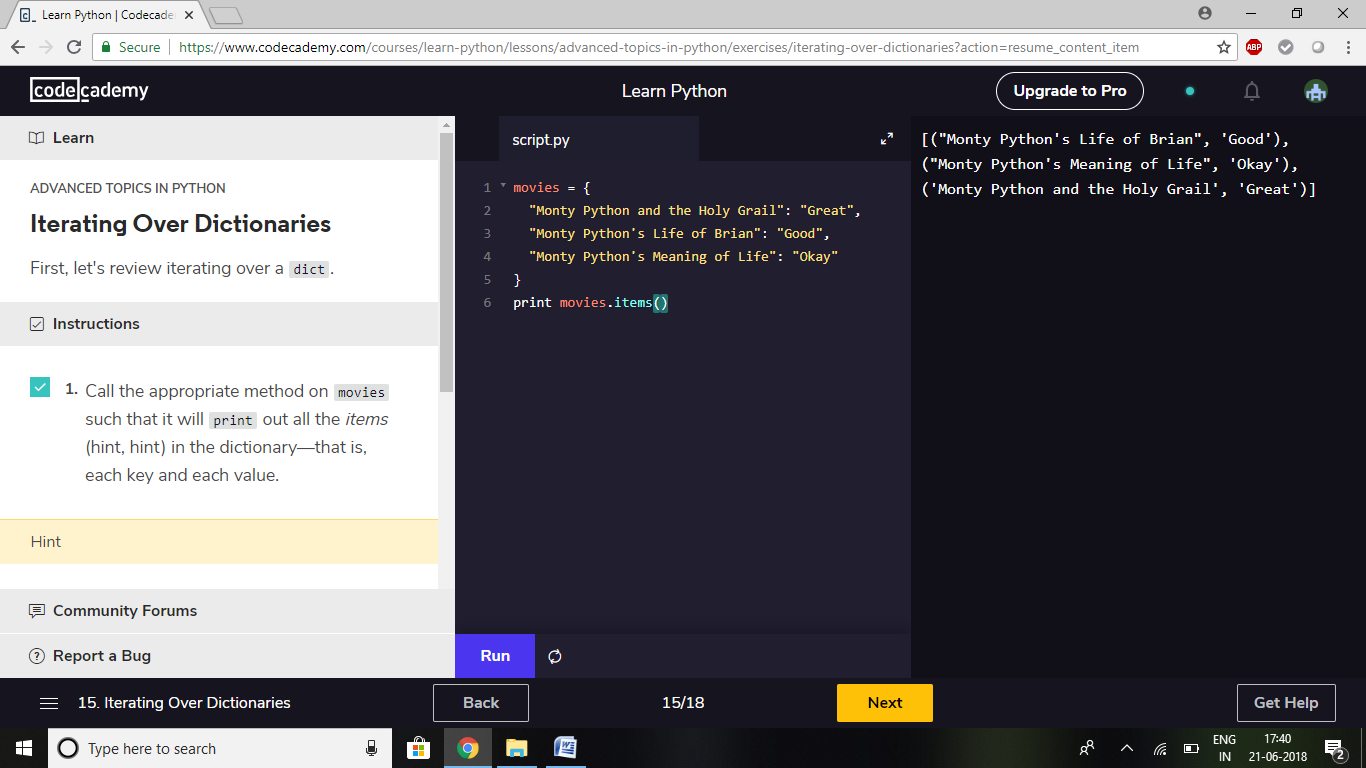 Learn Python | Codecade
Secure
https://www.codecademy.com/courses/learn-python/lessons/advanced-topics-in-python/exercises/iterating-over-dictionaries?action=resume_content_item
ABP
codecademy
Learn Python
Upgrade to Pro
Learn
ADVANCED TOPICS IN PYTHON
Iterating Over Dictionaries
First, let's review iterating over a dict.
Instructions
1. Call the appropriate method on movies
such that it will print out all the items
(hint, hint) in the dictionary—that is,
each key and each value.
Hint
Community Forums
Report a Bug
script.py
1 movies = {
2 "Monty Python and the Holy Grail": "Great",
3 "Monty Python's Life of Brian": "Good",
4 "Monty Python's Meaning of Life": "Okay"
5 }
6 print movies.items()
Run
[("Monty Python's Life of Brian", 'Good'),
("Monty Python's Meaning of Life", 'Okay'),
('Monty Python and the Holy Grail', 'Great')]
15. Iterating Over Dictionaries
Back
15/18
Next
Get Help
Type here to search
ENG
IN
17:40
21-06-2018
2